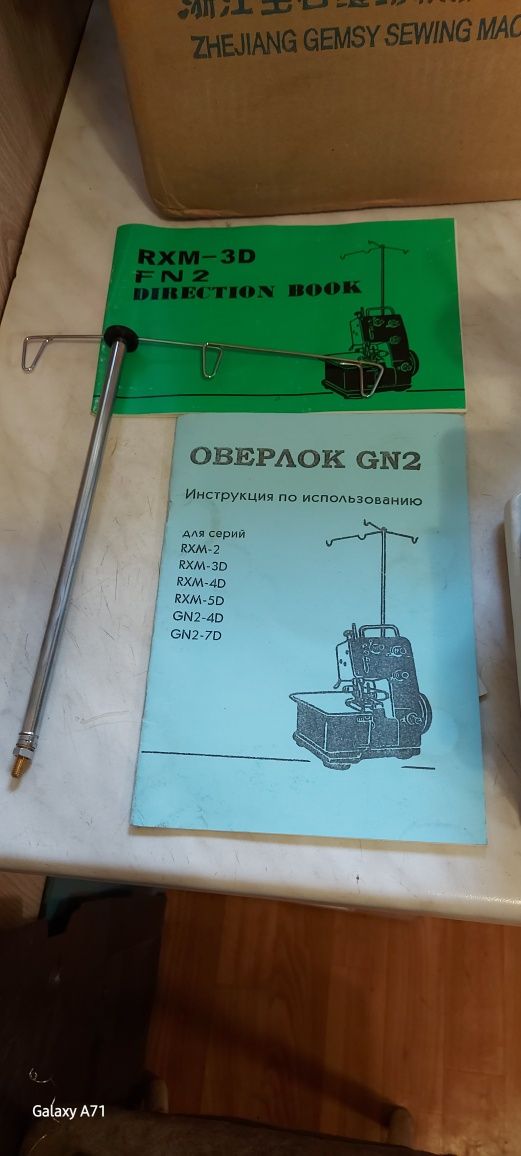 ZHEJIANG GEMSY SEWING MAC
RXM-3D
FN2
DIRECTION BOOK
ОВЕРЛОК GN2
Инструкция по использованию
для серий
RXM-2
RXM-3D
RXM-4D
RXM-5D
GN2-4D
GN2-7D
Galaxy A71